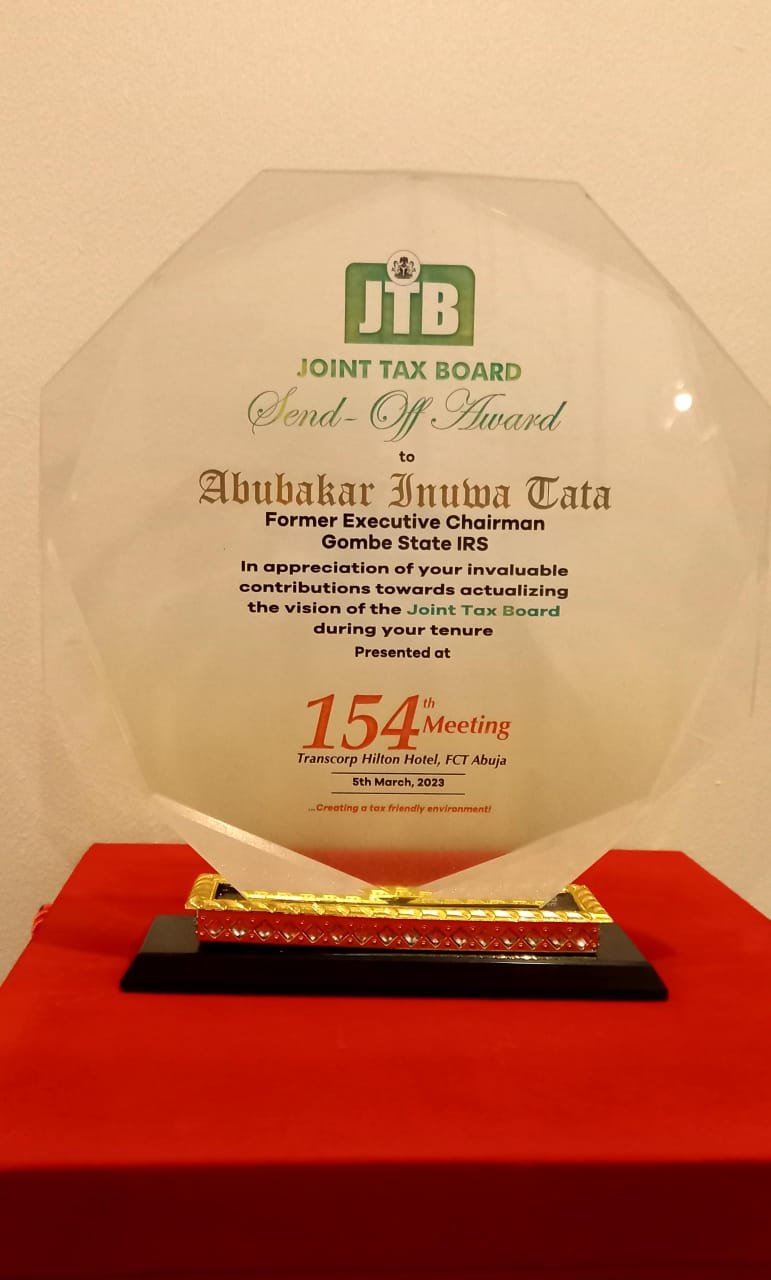 JTB
JOINT TAX BOARD
Send-Off Award
to
Abubakar Inuwa Tata
Former Executive Chairman
Gombe State IRS
In appreciation of your invaluable
contributions towards actualizing
the vision of the Joint Tax Board
during your tenure
Presented at
154th Meeting
Transcorp Hilton Hotel, FCT Abuja
5th March, 2023
...Creating a tax friendly environment!